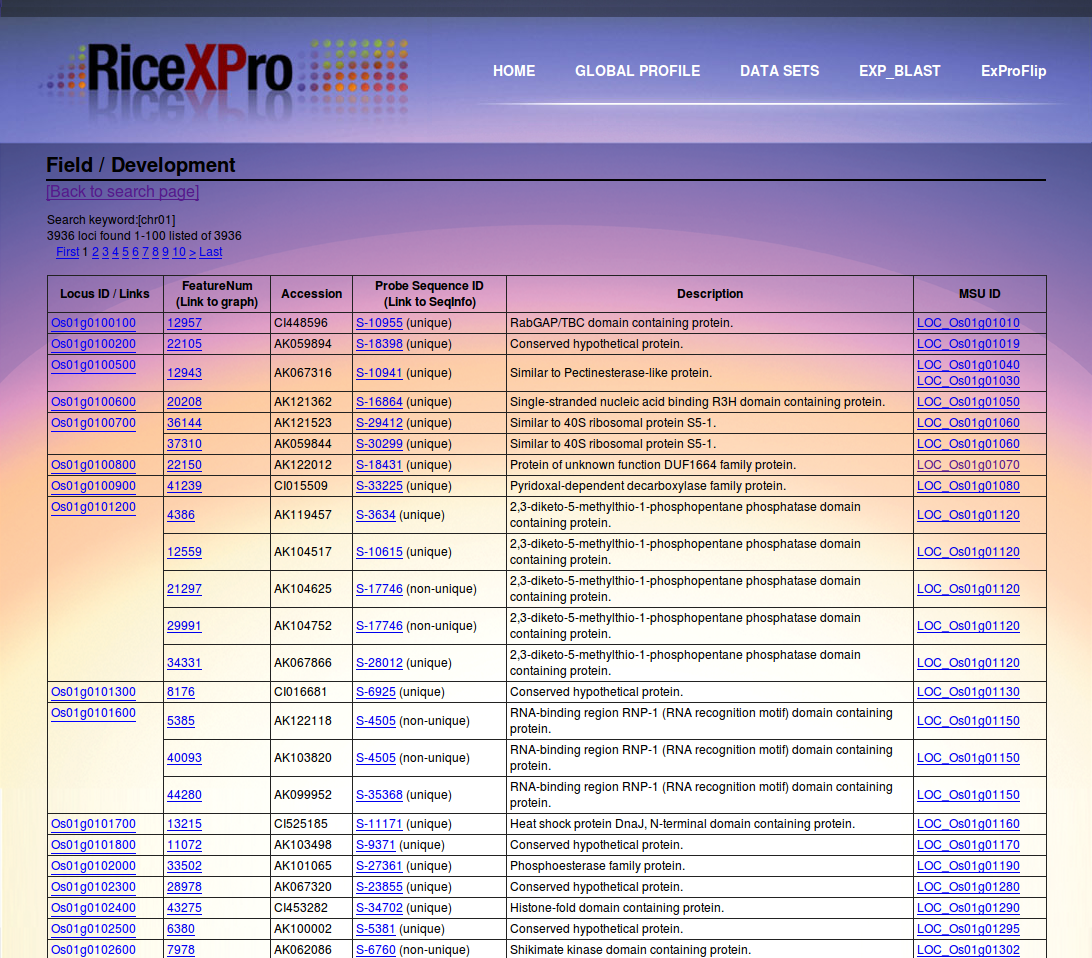 RiceXPro
HOME GLOBAL PROFILE DATA SETS EXP_BLAST ExProFlip
Field / Development
[Back to search page]
Search keyword:[chr01]
3936 loci found 1-100 listed of 3936
First 1 2 3 4 5 6 7 8 9 10 > Last
Locus ID / Links FeatureNum (Link to graph) Accession Probe Sequence ID (Link to SeqInfo) Description MSU ID
Os01g0100100 12957 CI448596 S-10955 (unique) RabGAP/TBC domain containing protein. LOC_Os01g01010
Os01g0100200 22105 AK059894 S-18398 (unique) Conserved hypothetical protein. LOC_Os01g01019
Os01g0100500 12943 AK067316 S-10941 (unique) Similar to Pectinesterase-like protein. LOC_Os01g01040
LOC_Os01g01030
Os01g0100600 20208 AK121362 S-16864 (unique) Single-stranded nucleic acid binding R3H domain containing protein. LOC_Os01g01050
Os01g0100700 36144 AK121523 S-29412 (unique) Similar to 40S ribosomal protein S5-1. LOC_Os01g01060
37310 AK059844 S-30299 (unique) Similar to 40S ribosomal protein S5-1. LOC_Os01g01060
Os01g0100800 22150 AK122012 S-18431 (unique) Protein of unknown function DUF1664 family protein. LOC_Os01g01070
Os01g0100900 41239 CI015509 S-33225 (unique) Pyridoxal-dependent decarboxylase family protein. LOC_Os01g01080
Os01g0101200 4386 AK119457 S-3634 (unique) 2,3-diketo-5-methylthio-1-phosphopentane phosphatase domain
containing protein. LOC_Os01g01120
12559 AK104517 S-10615 (unique) 2,3-diketo-5-methylthio-1-phosphopentane phosphatase domain
containing protein. LOC_Os01g01120
21297 AK104625 S-17746 (non-unique) 2,3-diketo-5-methylthio-1-phosphopentane phosphatase domain
containing protein. LOC_Os01g01120
29991 AK104752 S-17746 (non-unique) 2,3-diketo-5-methylthio-1-phosphopentane phosphatase domain
containing protein. LOC_Os01g01120
34331 AK067866 S-28012 (unique) 2,3-diketo-5-methylthio-1-phosphopentane phosphatase domain
containing protein. LOC_Os01g01120
Os01g0101300 8176 CI016681 S-6925 (unique) Conserved hypothetical protein. LOC_Os01g01130
Os01g0101600 5385 AK122118 S-4505 (non-unique) RNA-binding region RNP-1 (RNA recognition motif) domain containing
protein. LOC_Os01g01150
40093 AK103820 S-4505 (non-unique) RNA-binding region RNP-1 (RNA recognition motif) domain containing
protein. LOC_Os01g01150
44280 AK099952 S-35368 (unique) RNA-binding region RNP-1 (RNA recognition motif) domain containing
protein. LOC_Os01g01150
Os01g0101700 13215 CI525185 S-11171 (unique) Heat shock protein DnaJ, N-terminal domain containing protein. LOC_Os01g01160
Os01g0101800 11072 AK103498 S-9371 (unique) Conserved hypothetical protein. LOC_Os01g01170
Os01g0102000 33502 AK101065 S-27361 (unique) Phosphoesterase family protein. LOC_Os01g01190
Os01g0102300 28978 AK067320 S-23855 (unique) Conserved hypothetical protein. LOC_Os01g01280
Os01g0102400 43275 CI453282 S-34702 (unique) Histone-fold domain containing protein. LOC_Os01g01290
Os01g0102500 6380 AK100002 S-5381 (unique) Conserved hypothetical protein. LOC_Os01g01295
Os01g0102600 7978 AK062086 S-6760 (non-unique) Shikimate kinase domain containing protein. LOC_Os01g01302